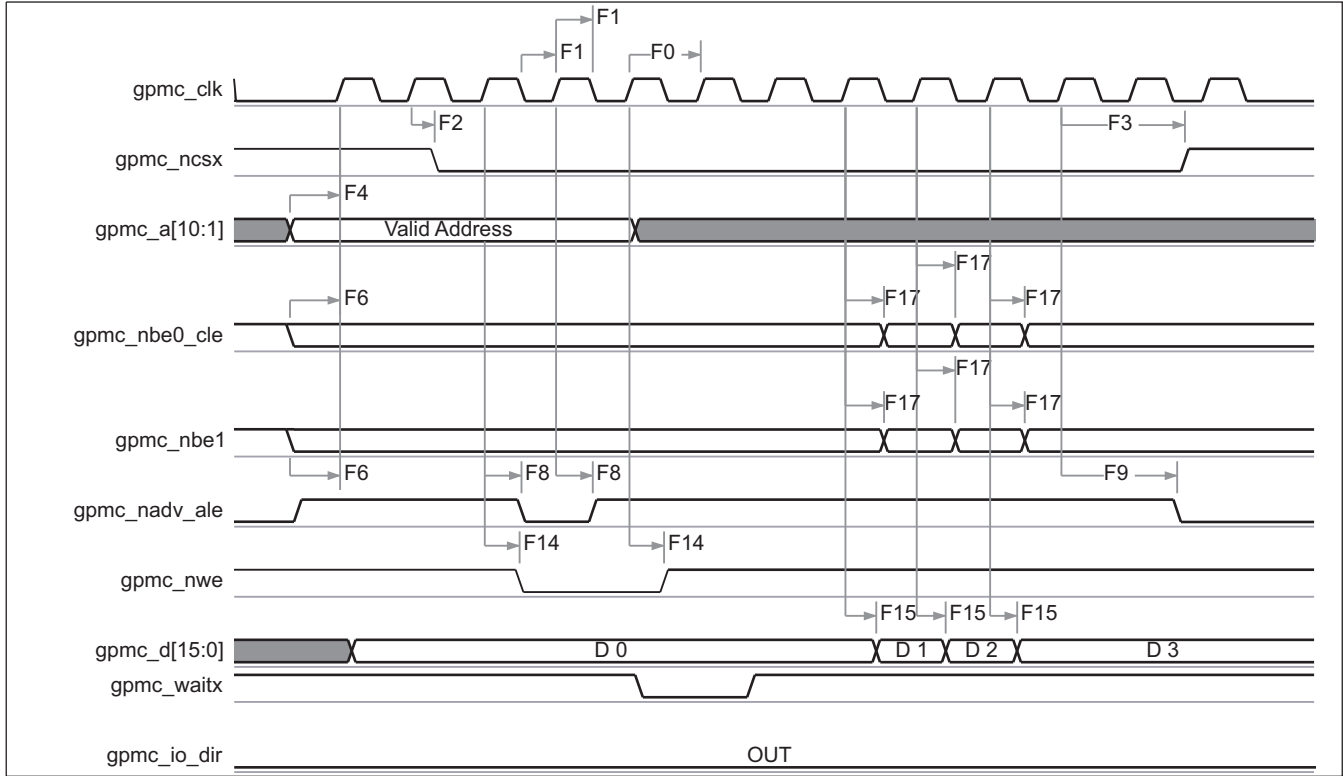 F1
F1 F0
gpmc_clk
F2 F3
gpmc_ncsx
F4
gpmc_a[10:1] Valid Address
F17
F6 F17 F17
gpmc_nbe0_cle
F17
F17 F17
gpmc_nbe1
F6 F8 F8 F9
gpmc_nadv_ale
F14 F14
gpmc_nwe
F15 F15 F15
gpmc_d[15:0] D 0 D 1 D 2 D 3
gpmc_waitx
gpmc_io_dir OUT